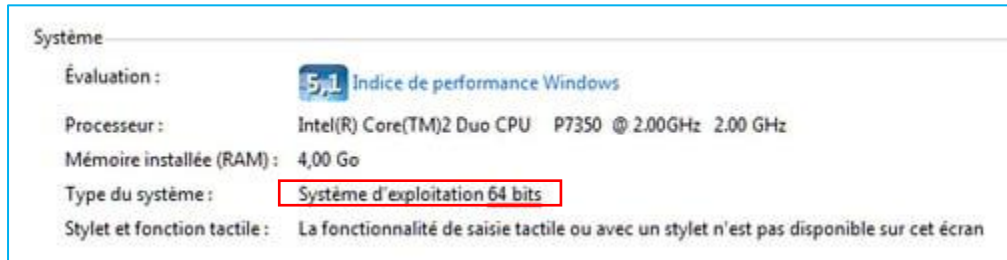 Système
Évaluation : 5,1 Indice de performance Windows
Processeur : Intel(R) Core(TM)2 Duo CPU P7350 @ 2.00GHz 2.00 GHz
Mémoire installée (RAM) : 4,00 Go
Type du système : Système d'exploitation 64 bits
Stylet et fonction tactile : La fonctionnalité de saisie tactile ou avec un stylet n'est pas disponible sur cet écran